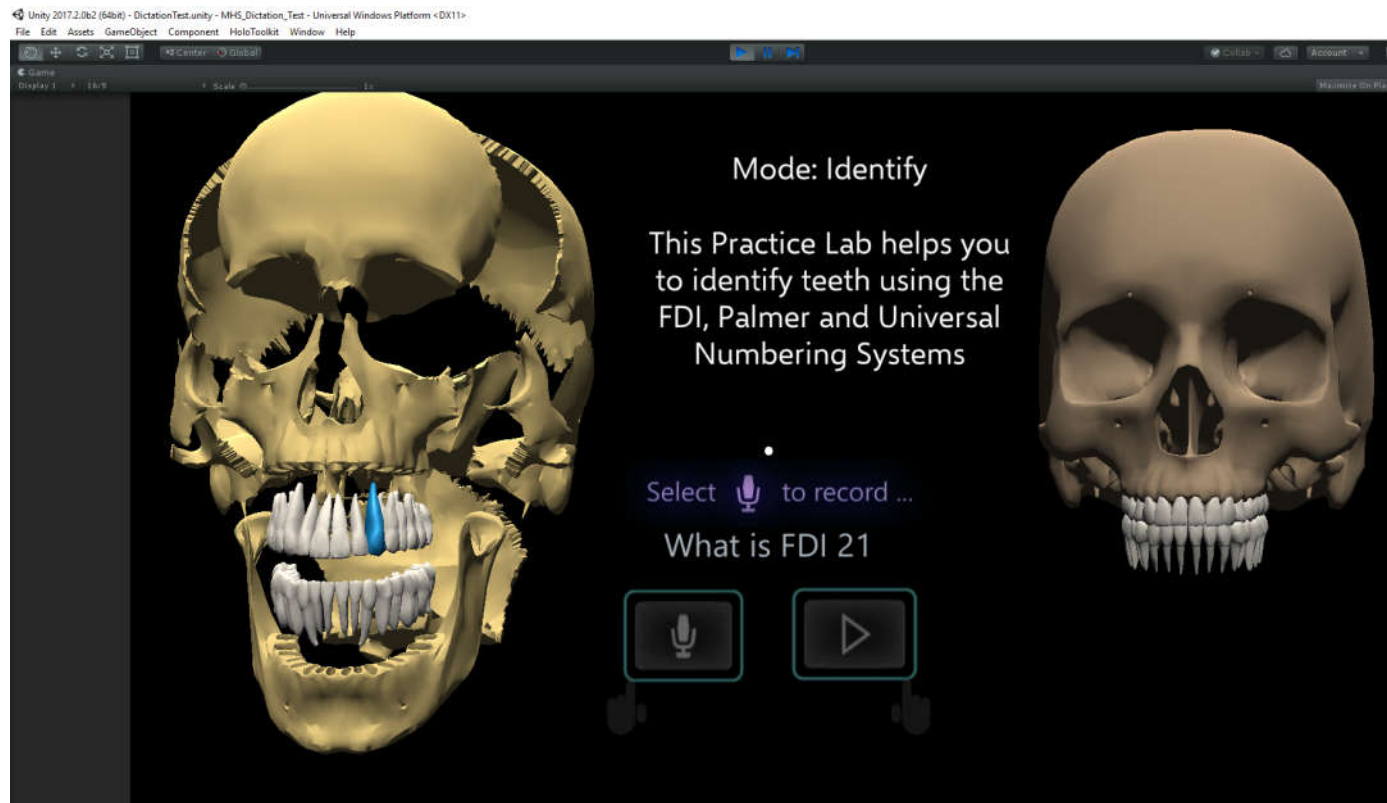 Unity 2017.2.0b2 (64bit) - DictationTest.unity - MHS_Dictation_Test - Universal Windows Platform <DX11>
File Edit Assets GameObject Component HoloToolkit Window Help
Center Global Collab Account
Game
Display 1 16:9 Scale 1x Maximize On Pla
Mode: Identify
This Practice Lab helps you
to identify teeth using the
FDI, Palmer and Universal
Numbering Systems
Select to record ...
What is FDI 21